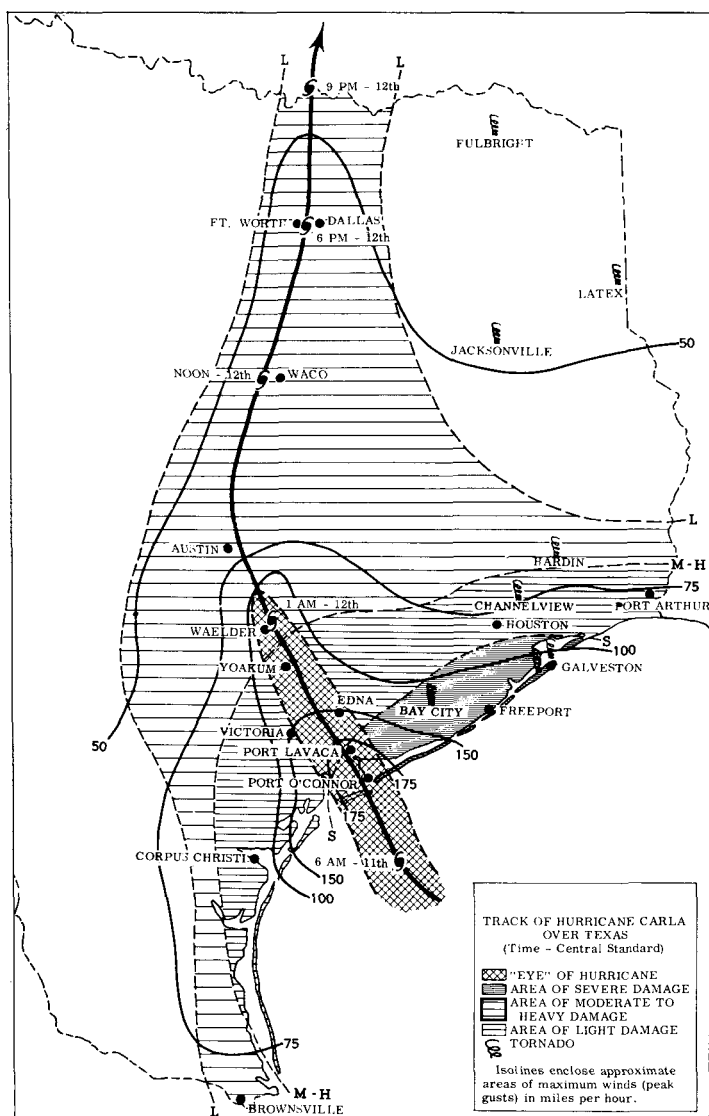 L
L
9 PM - 12th
FULBRIGHT
FT. WORTH
DALLAS
6 PM - 12th
LATEX
JACKSONVILLE
50
NOON - 12th
WACO
L
AUSTIN
HARDIN
M-H
75
1 AM - 12th
CHANNELVIEW
PORT ARTHUR
WAELDER
HOUSTON
S
100
YOAKUM
GALVESTON
EDNA
BAY CITY
FREEPORT
VICTORIA
50
150
PORT LAVACA
PORT O'CONNOR
175
175
S
CORPUS CHRISTI
6 AM - 11th
150
100
TRACK OF HURRICANE CARLA
OVER TEXAS
(Time - Central Standard)
"EYE" OF HURRICANE
AREA OF SEVERE DAMAGE
AREA OF MODERATE TO
HEAVY DAMAGE
AREA OF LIGHT DAMAGE
TORNADO
Isolines enclose approximate
areas of maximum winds (peak
gusts) in miles per hour.
75
M-H
L
BROWNSVILLE